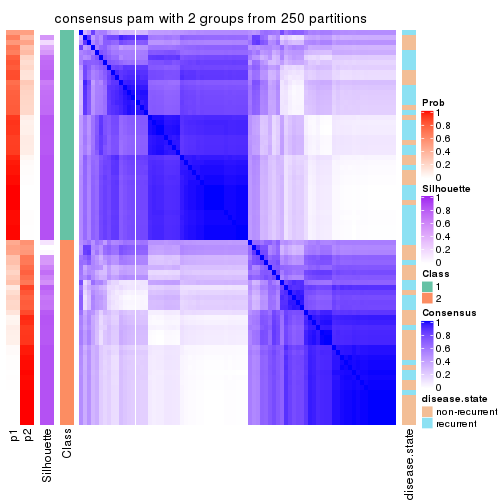 consensus pam with 2 groups from 250 partitions
Prob
1
0.8
0.6
0.4
0.2
0
Silhouette
1
0.8
0.6
0.4
0.2
0
Class
1
2
Consensus
1
0.8
0.6
0.4
0.2
0
disease.state
non-recurrent
recurrent
p1
p2
Silhouette
Class
disease.state